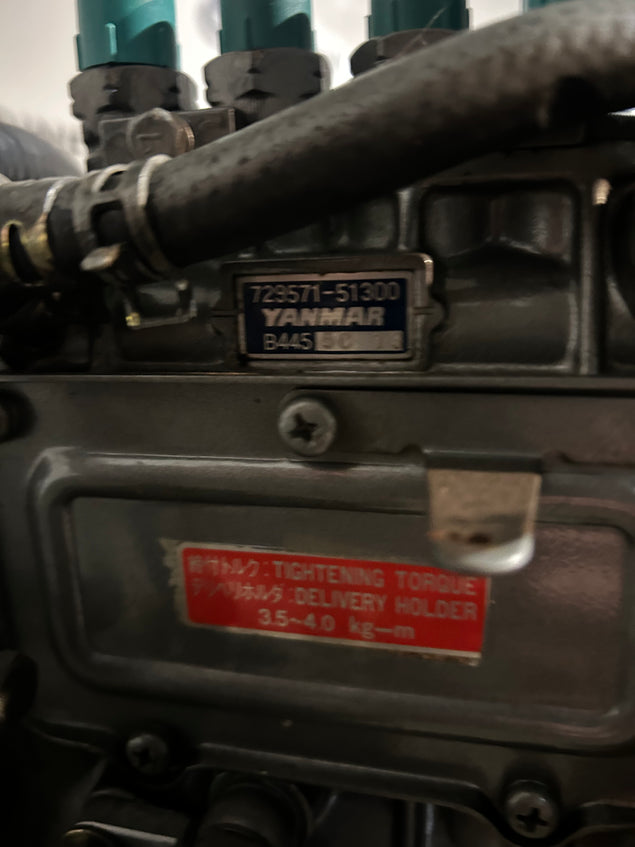 729571-51300
YANMAR
B445
締付トルク:TIGHTENING TORQUE
デリバリホルダ:DELIVERY HOLDER
3.5~4.0 kg-m